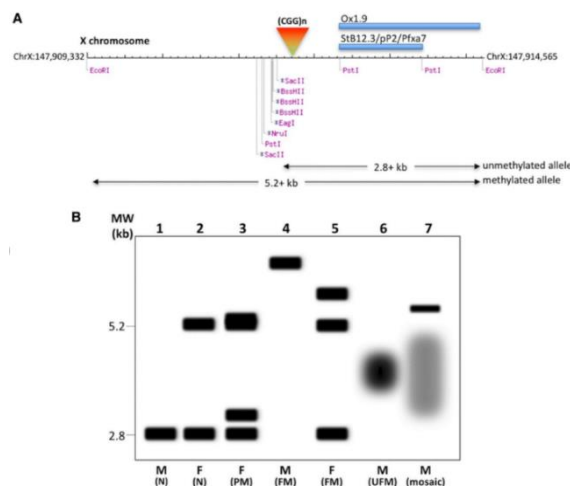 A
(CGG)n
Ox1.9
StB12.3/pP2/Pfxa7
X chromosome
ChrX:147,909,332
ChrX:147,914,565
EcoRI
PstI
PstI
EcoRI
SacII
BssHII
BssHII
BssHII
EagI
NruI
PstI
SacII
2.8+ kb
unmethylated allele
5.2+ kb
methylated allele
B
MW
(kb)
1 2 3 4 5 6 7
5.2
2.8
M F F M F M M
(N) (N) (PM) (FM) (FM) (UFM) (mosaic)